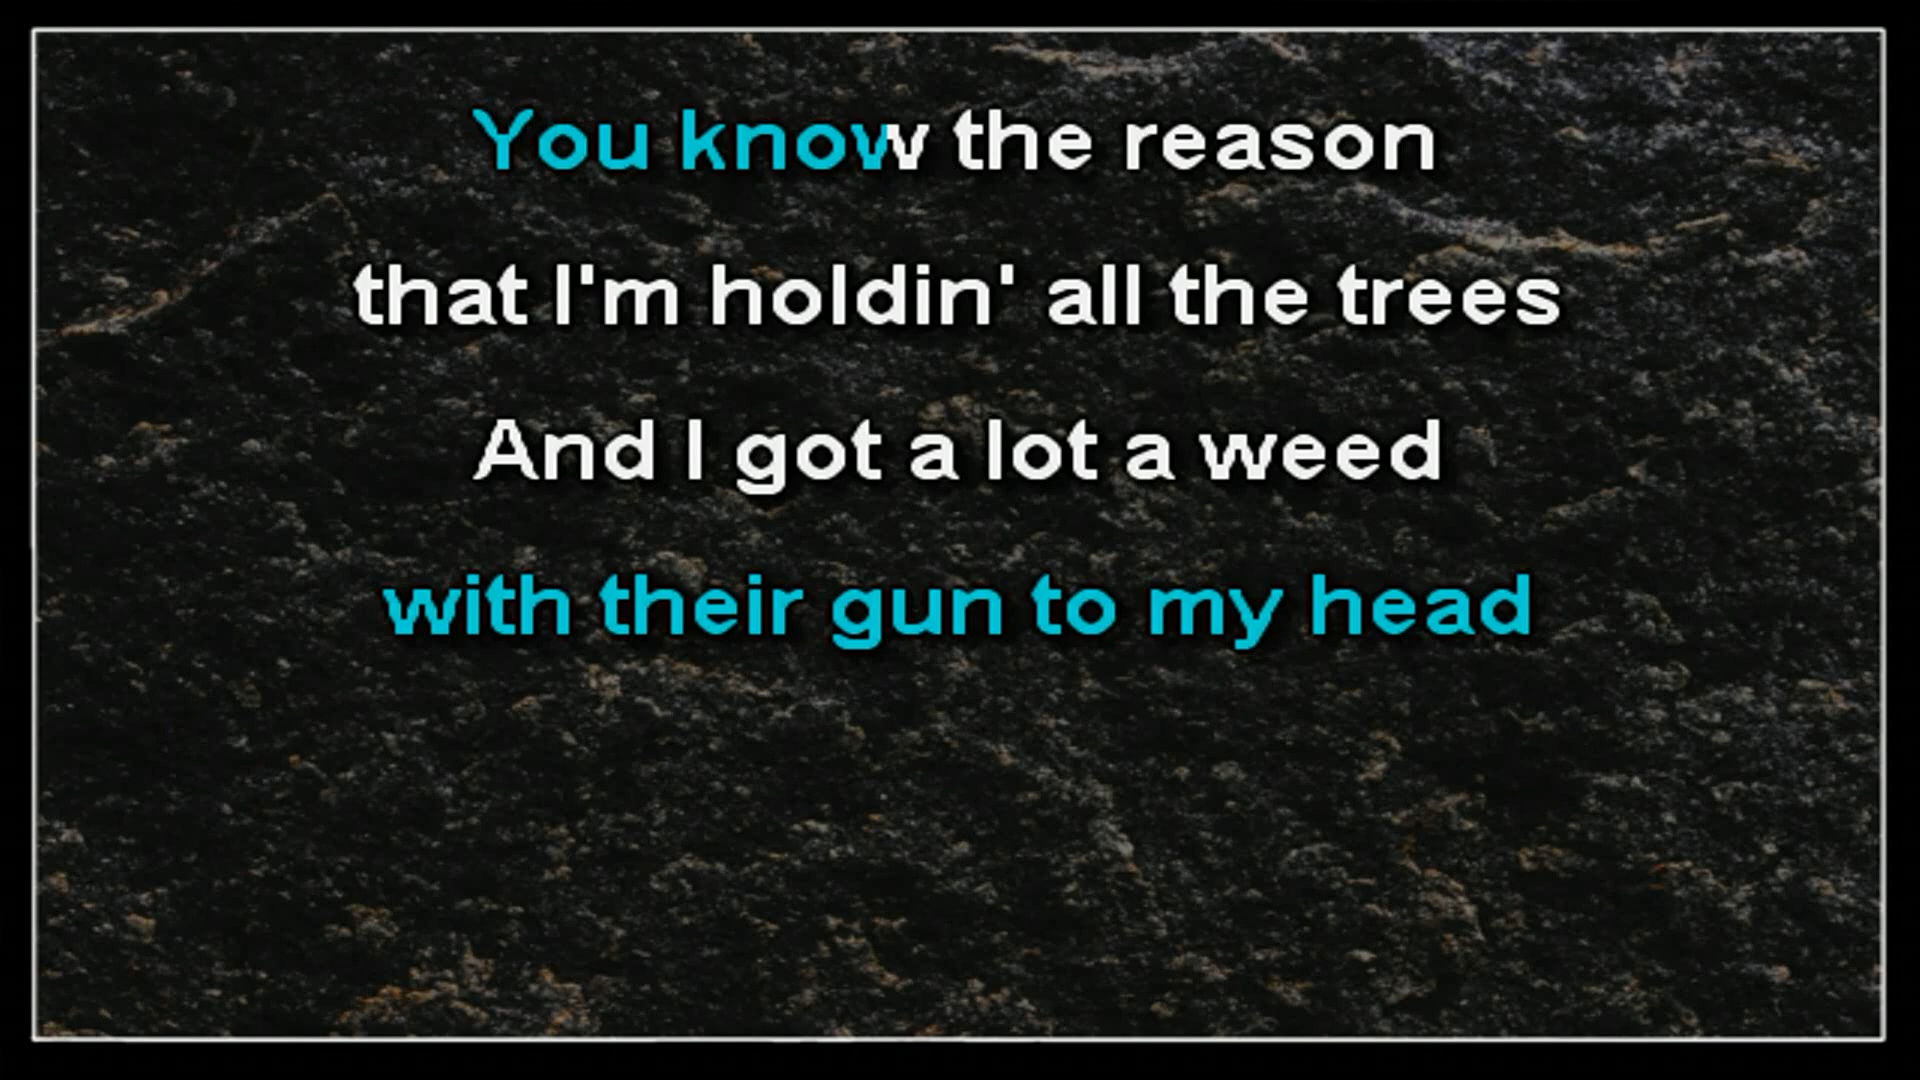 You know the reason
that I'm holdin' all the trees
And I got a lot a weed
with their gun to my head